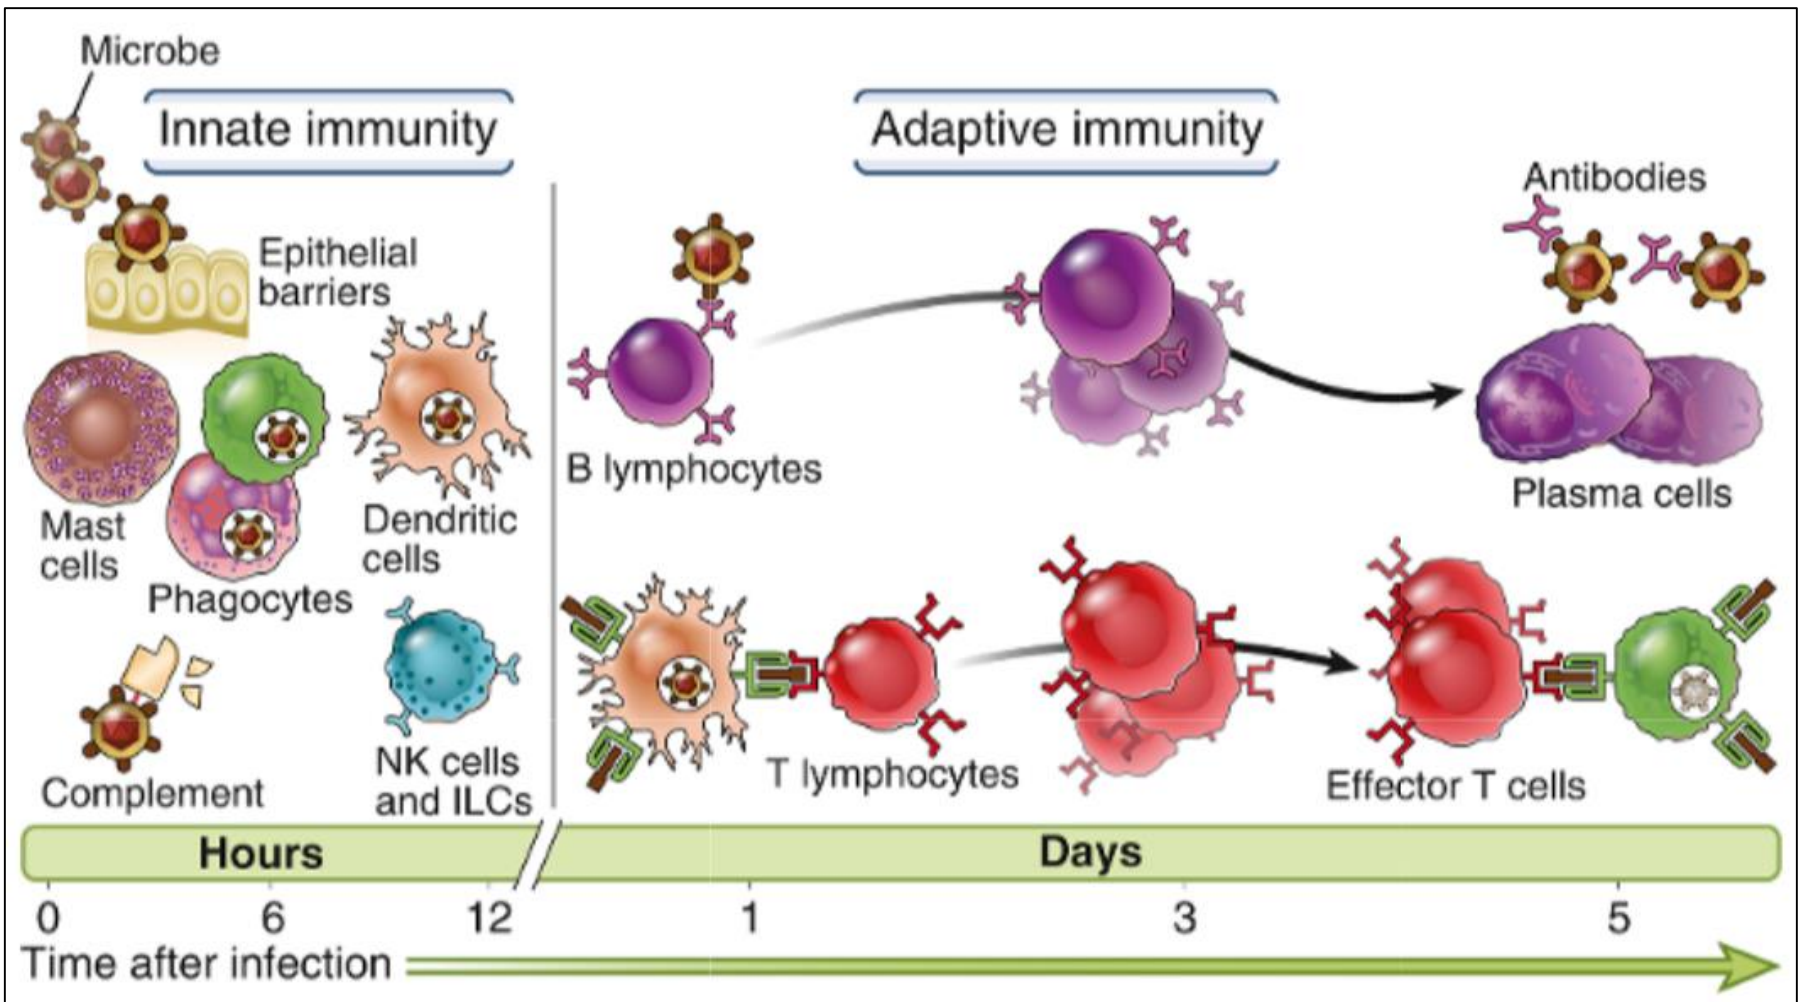 Microbe
Innate immunity
Adaptive immunity
Antibodies
Epithelial
barriers
B lymphocytes
Plasma cells
Mast
cells
Phagocytes
Dendritic
cells
Complement
NK cells
and ILCs
T lymphocytes
Effector T cells
Hours
Days
0 6 12 1 3 5
Time after infection